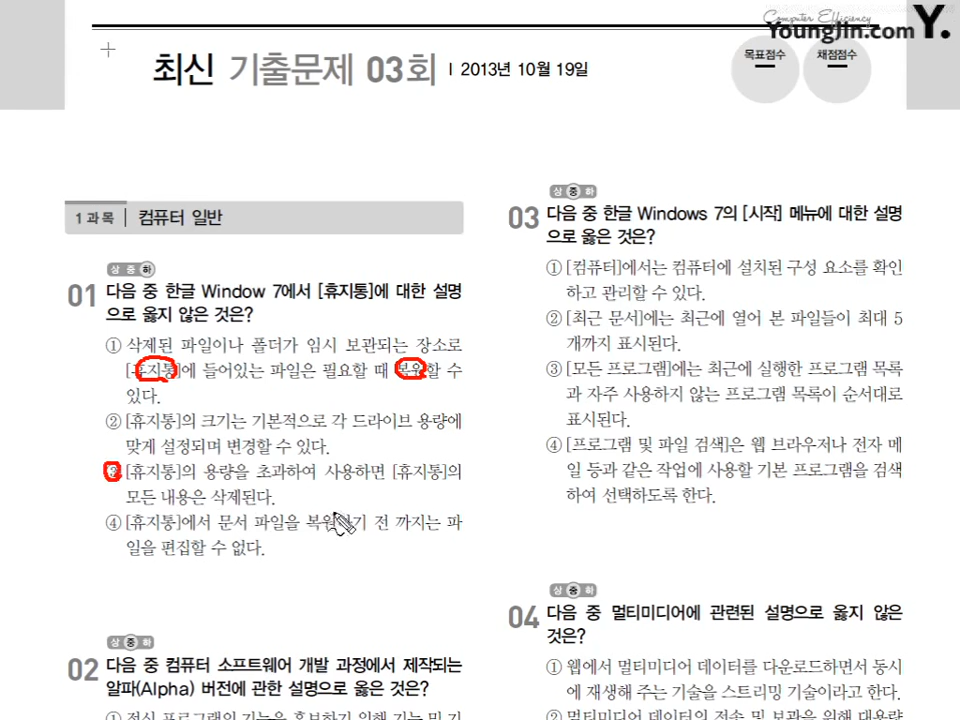 Computer Efficiency
YoungJin.com Y.
최신 기출문제 03회 | 2013년 10월 19일
목표점수
채점점수
1과목 | 컴퓨터 일반
상 중 하
01 다음 중 한글 Window 7에서 [휴지통]에 대한 설명
으로 옳지 않은 것은?
① 삭제된 파일이나 폴더가 임시 보관되는 장소로
[휴지통]에 들어있는 파일은 필요할 때 복원할 수
있다.
② [휴지통]의 크기는 기본적으로 각 드라이브 용량에
맞게 설정되며 변경할 수 있다.
③ [휴지통]의 용량을 초과하여 사용하면 [휴지통]의
모든 내용은 삭제된다.
④ [휴지통]에서 문서 파일을 복원하기 전 까지는 파
일을 편집할 수 없다.
상 중 하
02 다음 중 컴퓨터 소프트웨어 개발 과정에서 제작되는
알파(Alpha) 버전에 관한 설명으로 옳은 것은?
상 중 하
03 다음 중 한글 Windows 7의 [시작] 메뉴에 대한 설명
으로 옳은 것은?
① [컴퓨터]에서는 컴퓨터에 설치된 구성 요소를 확인
하고 관리할 수 있다.
② [최근 문서]에는 최근에 열어 본 파일들이 최대 5
개까지 표시된다.
③ [모든 프로그램]에는 최근에 실행한 프로그램 목록
과 자주 사용하지 않는 프로그램 목록이 순서대로
표시된다.
④ [프로그램 및 파일 검색]은 웹 브라우저나 전자 메
일 등과 같은 작업에 사용할 기본 프로그램을 검색
하여 선택하도록 한다.
상 중 하
04 다음 중 멀티미디어에 관련된 설명으로 옳지 않은
것은?
① 웹에서 멀티미디어 데이터를 다운로드하면서 동시
에 재생해 주는 기술을 스트리밍 기술이라고 한다.
② 멀티미디어 데이터의 전송 및 보관을 위해 대용량